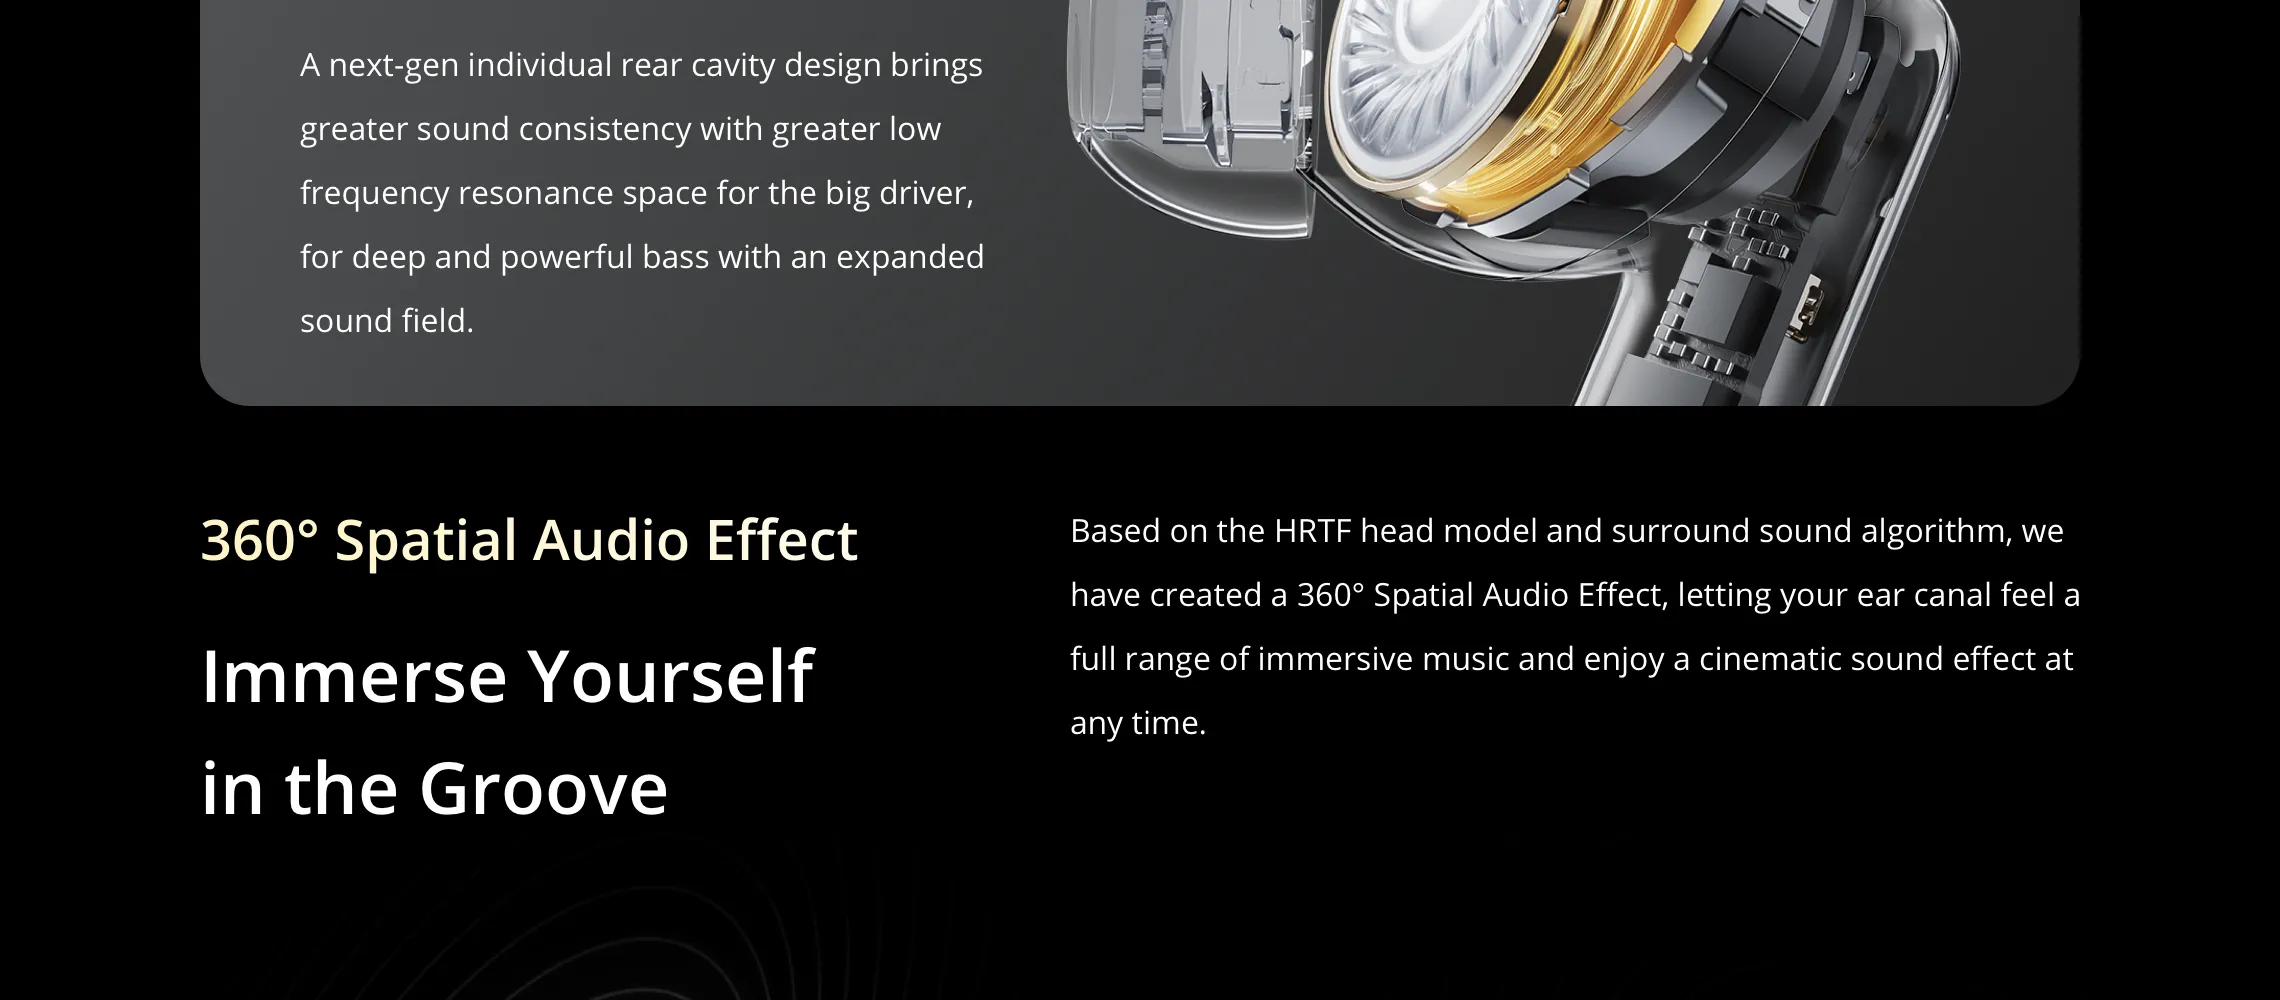 A next-gen individual rear cavity design brings
greater sound consistency with greater low
frequency resonance space for the big driver,
for deep and powerful bass with an expanded
sound field.
360° Spatial Audio Effect
Immerse Yourself
in the Groove
Based on the HRTF head model and surround sound algorithm, we
have created a 360° Spatial Audio Effect, letting your ear canal feel a
full range of immersive music and enjoy a cinematic sound effect at
any time.